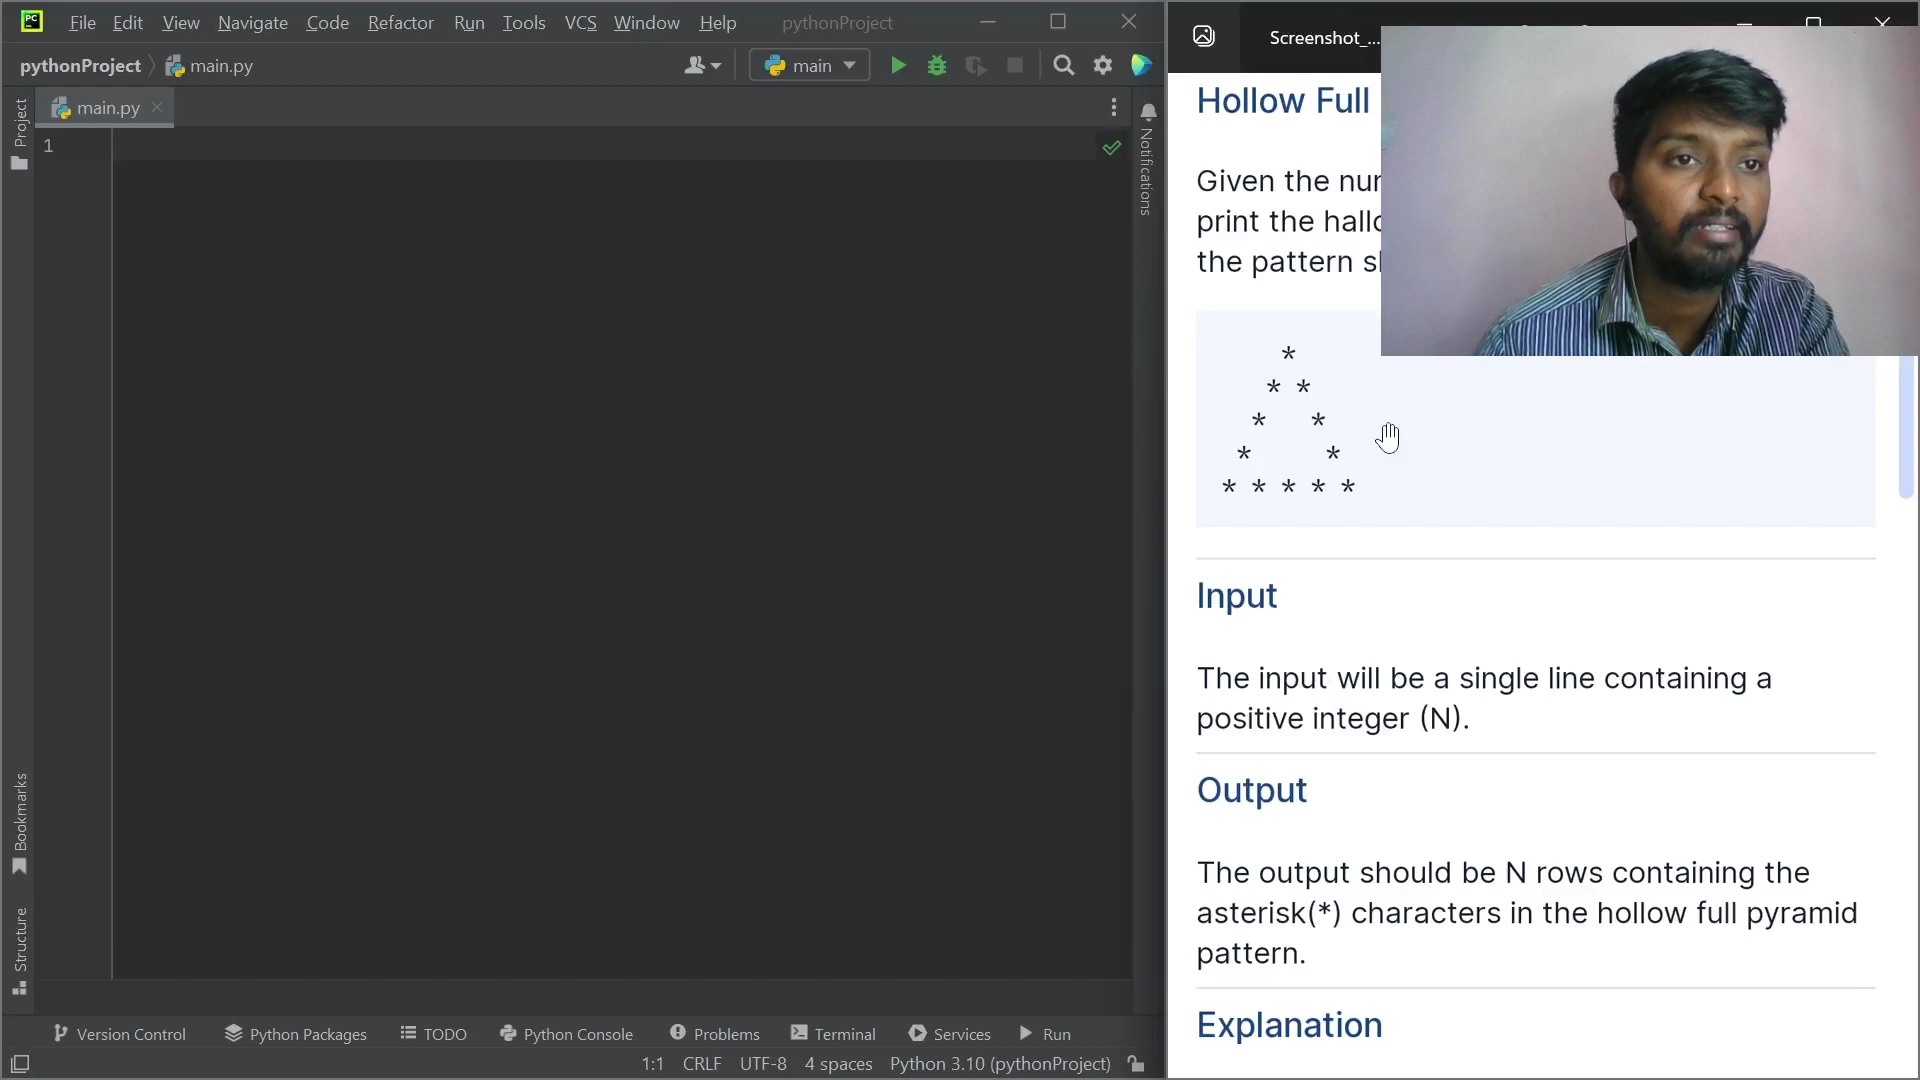 PC File Edit View Navigate Code Refactor Run Tools VCS Window Help pythonProject
pythonProject main.py main
main.py
1
Project
Bookmarks
Structure
Notifications
Version Control Python Packages TODO Python Console Problems Terminal Services Run
1:1 CRLF UTF-8 4 spaces Python 3.10 (pythonProject)
Screenshot_...
Hollow Full
Given the
print the
the pattern
*
* *
* *
* *
* * * * *
Input
The input will be a single line containing a
positive integer (N).
Output
The output should be N rows containing the
asterisk(*) characters in the hollow full pyramid
pattern.
Explanation